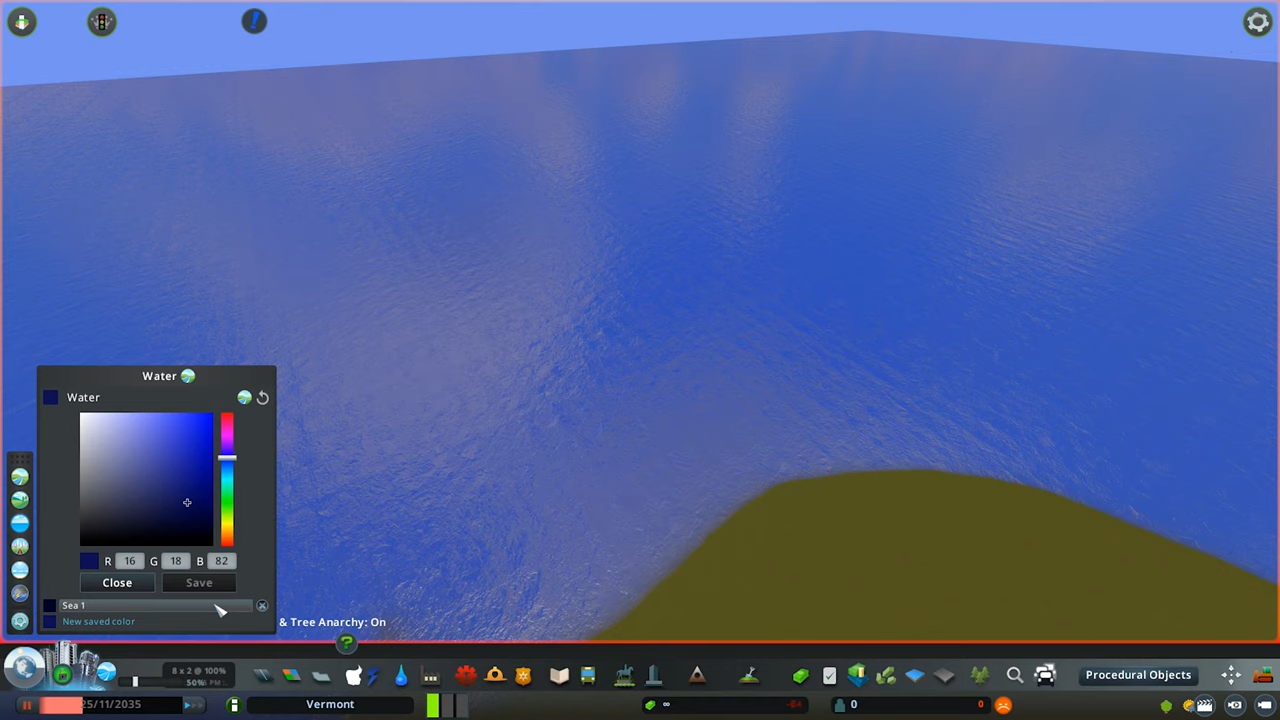 Water
Water
R 16 G 18 B 82
Close Save
Sea 1
New saved color
& Tree Anarchy: On
?
8 x 2 @ 100%
50%
Procedural Objects
25/11/2035
Vermont
∞
0
0